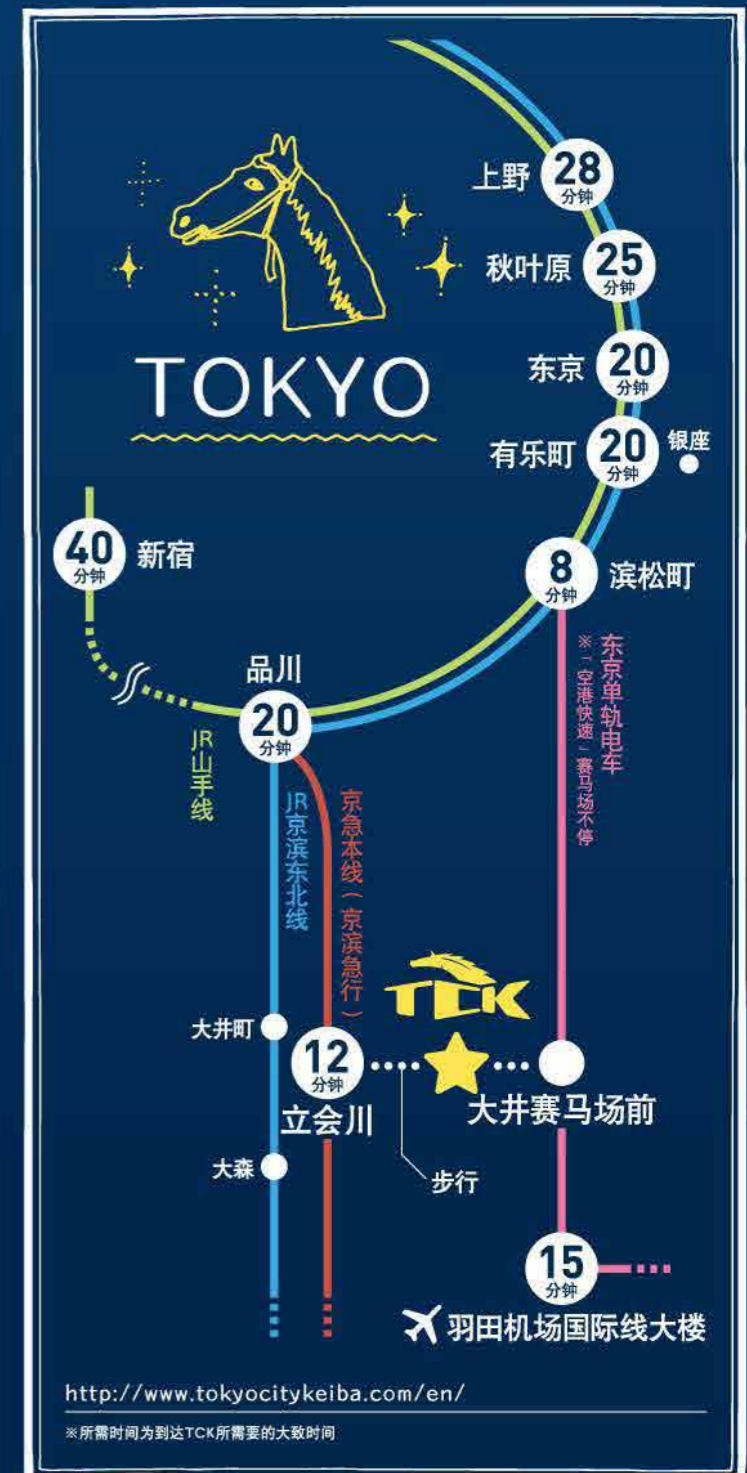 上野
28
分钟
秋叶原
25
分钟
东京
20
分钟
有乐町
20
分钟
银座
TOKYO
40
分钟
新宿
8
分钟
滨松町
品川
20
分钟
JR山手线
JR京滨东北线
京急本线(京滨急行)
东京单轨电车
※「空港快速」赛马场不停
TCK
大井町
12
分钟
立会川
大井赛马场前
大森
步行
15
分钟
羽田机场国际线大楼
http://www.tokyocitykeiba.com/en/
※所需时间为到达TCK所需要的大致时间